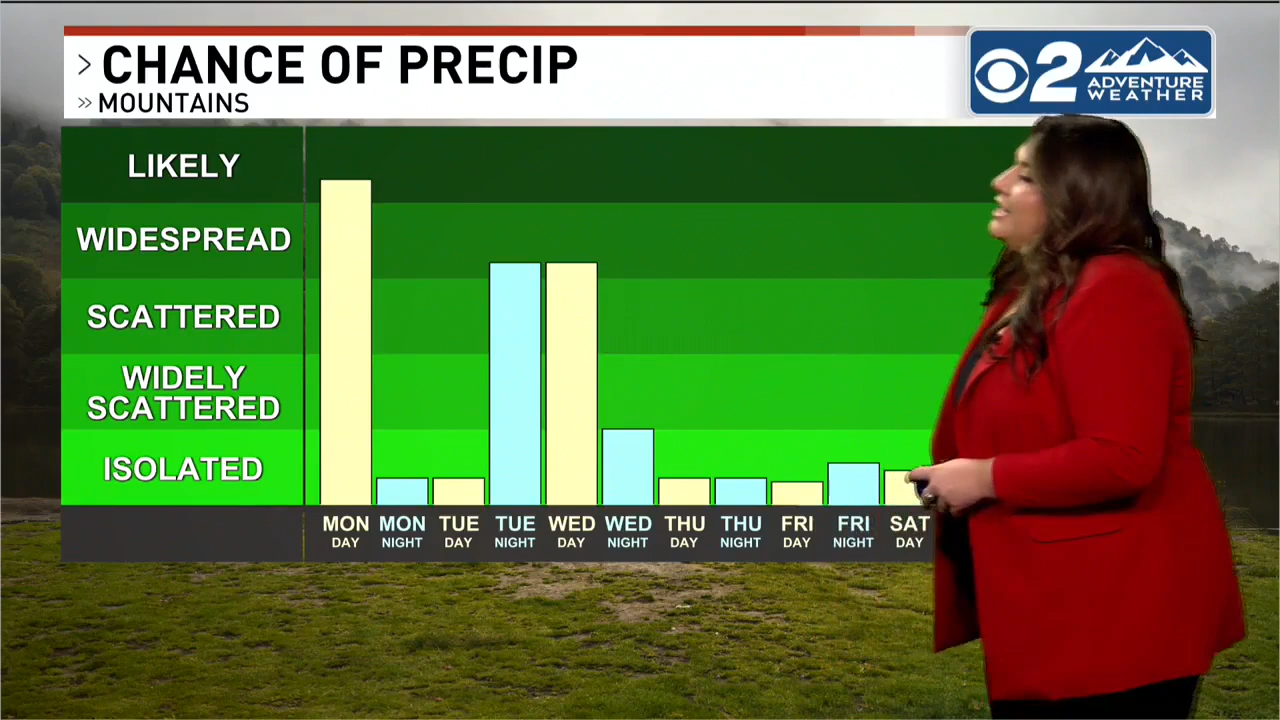 > CHANCE OF PRECIP
» MOUNTAINS
2 ADVENTURE
WEATHER
LIKELY
WIDESPREAD
SCATTERED
WIDELY
SCATTERED
ISOLATED
MON MON TUE TUE WED WED THU THU FRI FRI SAT
DAY NIGHT DAY NIGHT DAY NIGHT DAY NIGHT DAY NIGHT DAY